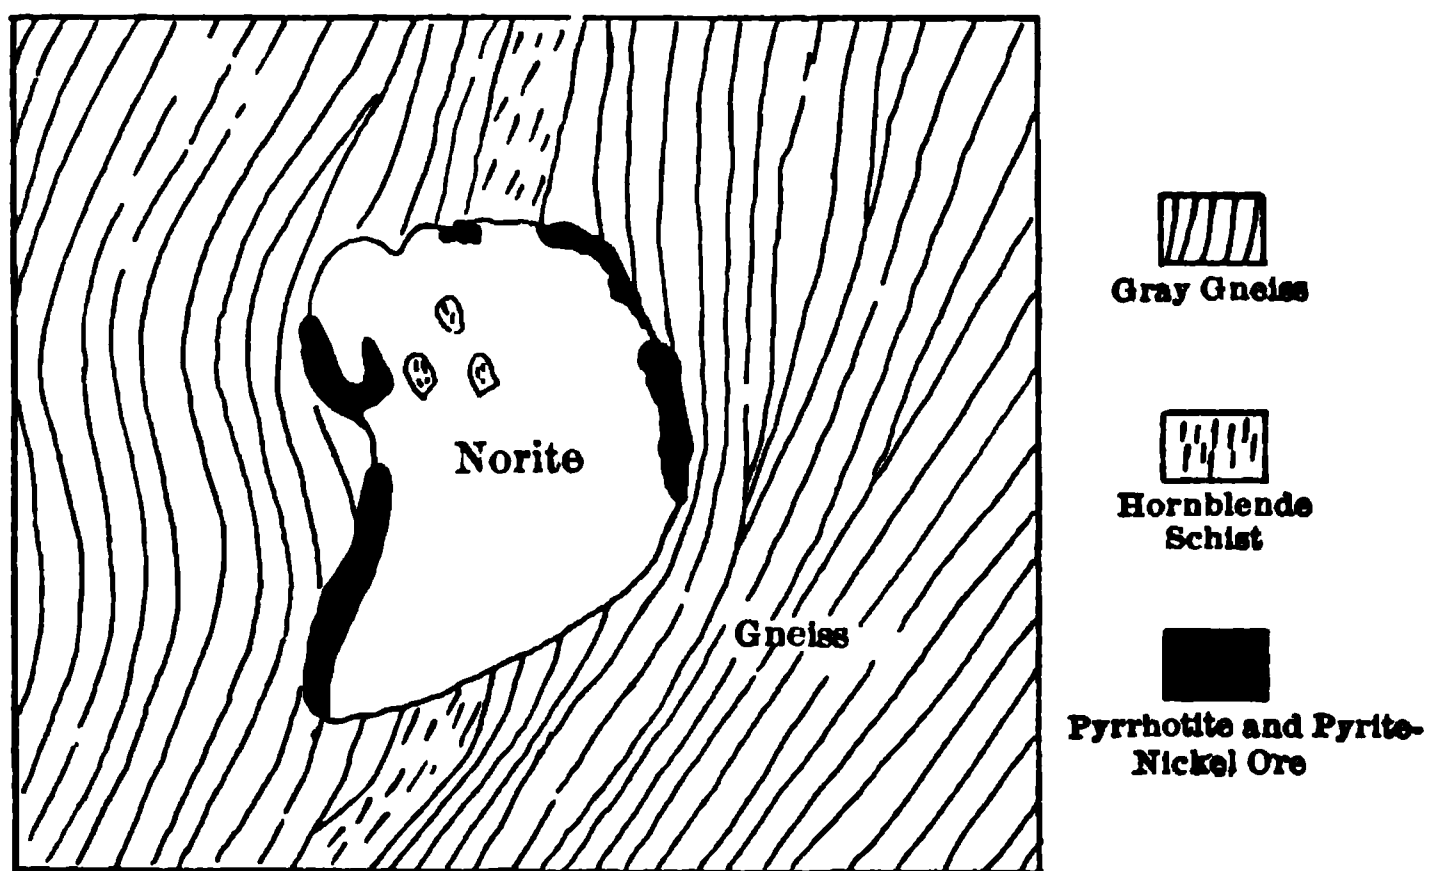 Norite
Gneiss
Gray Gneiss
Hornblende
Schist
Pyrrhotite and Pyrite-
Nickel Ore